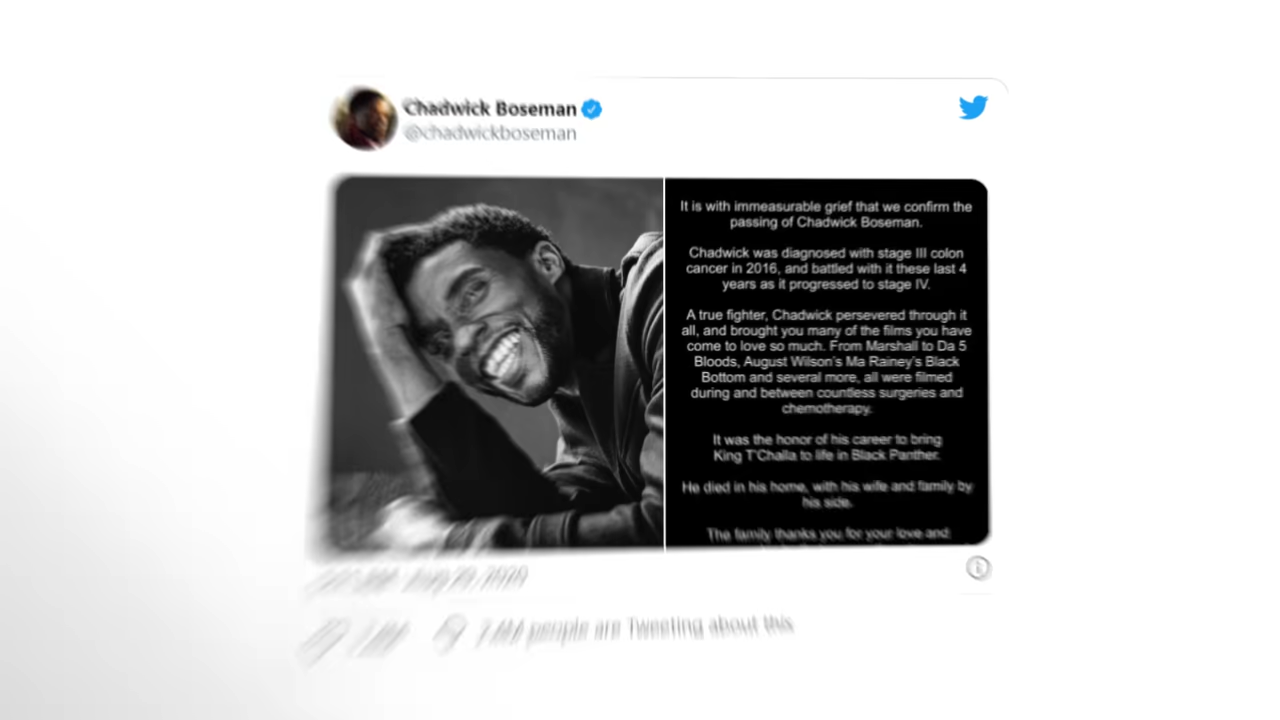 Chadwick Boseman
@chadwickboseman
It is with immeasurable grief that we confirm the
passing of Chadwick Boseman.
Chadwick was diagnosed with stage III colon
cancer in 2016, and battled with it these last 4
years as it progressed to stage IV.
A true fighter, Chadwick persevered through it
all, and brought you many of the films you have
come to love so much. From Marshall to Da 5
Bloods, August Wilson's Ma Rainey's Black
Bottom and several more, all were filmed
during and between countless surgeries and
chemotherapy.
It was the honor of his career to bring
King T'Challa to life in Black Panther.
He died in his home, with his wife and family by
his side.
The family thanks you for your love and
people are Tweeting about this